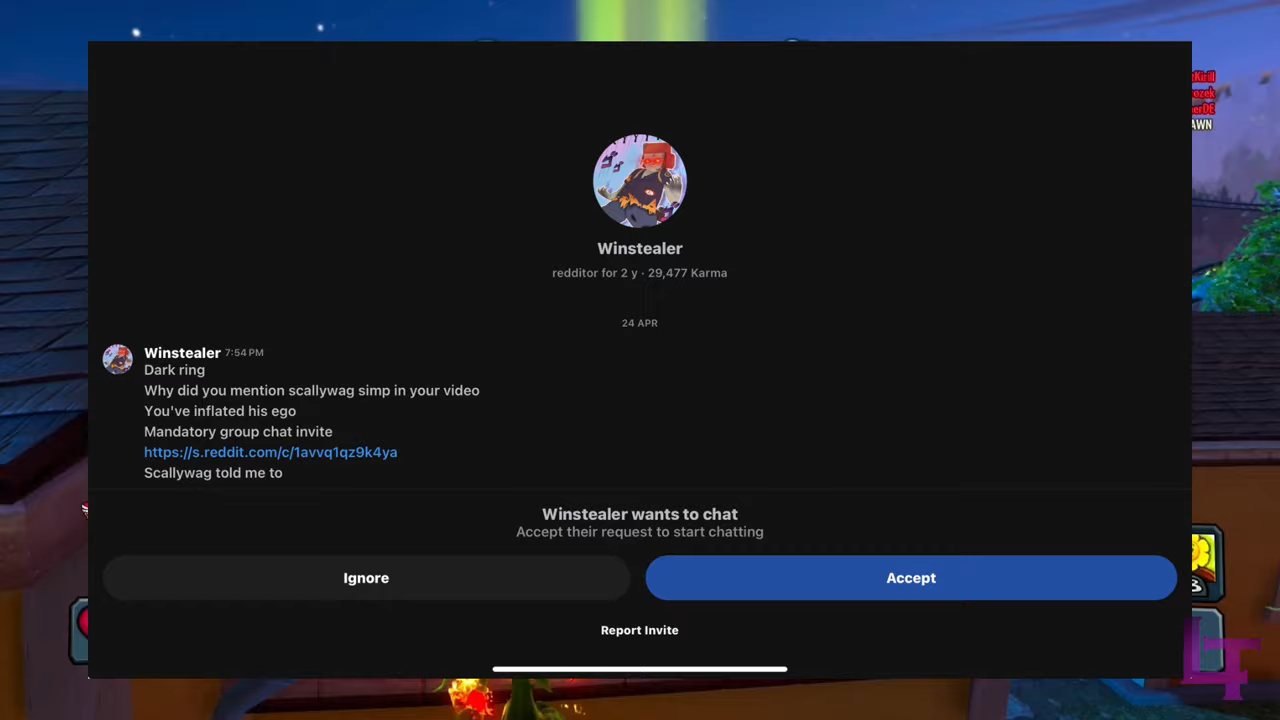 Winstealer
redditor for 2 y · 29,477 Karma
24 APR
Winstealer 7:54 PM
Dark ring
Why did you mention scallywag simp in your video
You've inflated his ego
Mandatory group chat invite
https://s.reddit.com/c/1avvq1qz9k4ya
Scallywag told me to
Winstealer wants to chat
Accept their request to start chatting
Ignore
Accept
Report Invite